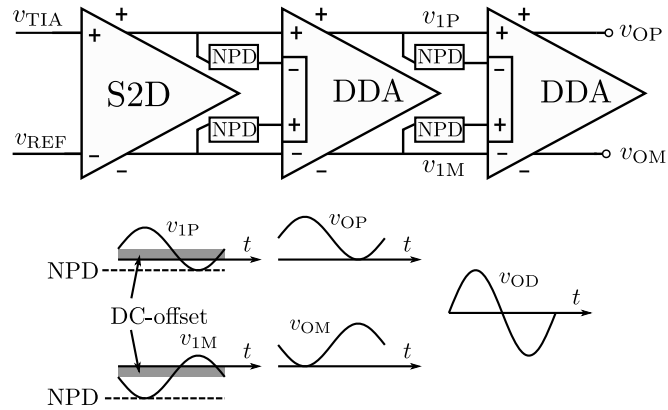 v_TIA + + v_1P + v_OP
NPD + − NPD + −
S2D DDA DDA
NPD + NPD +
v_REF − − − − v_1M − − v_OM
v_1P t v_OP t
NPD
v_OD t
DC-offset
v_1M t v_OM t
NPD